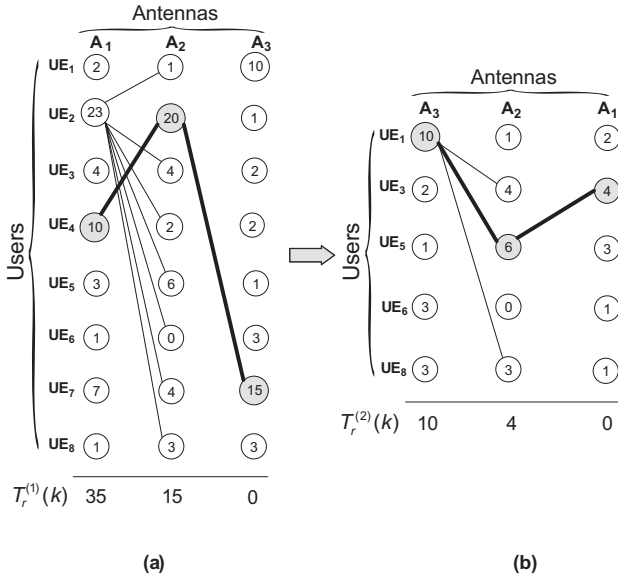 Antennas
A1 A2 A3
UE1 2 1 10
UE2 23 20 1
UE3 4 4 2
UE4 10 2 2
UE5 3 6 1
UE6 1 0 3
UE7 7 4 15
UE8 1 3 3
Users
Tr(1)(k) 35 15 0
(a)
Antennas
A3 A2 A1
UE1 10 1 2
UE3 2 4 4
UE5 1 6 3
UE6 3 0 1
UE8 3 3 1
Users
Tr(2)(k) 10 4 0
(b)